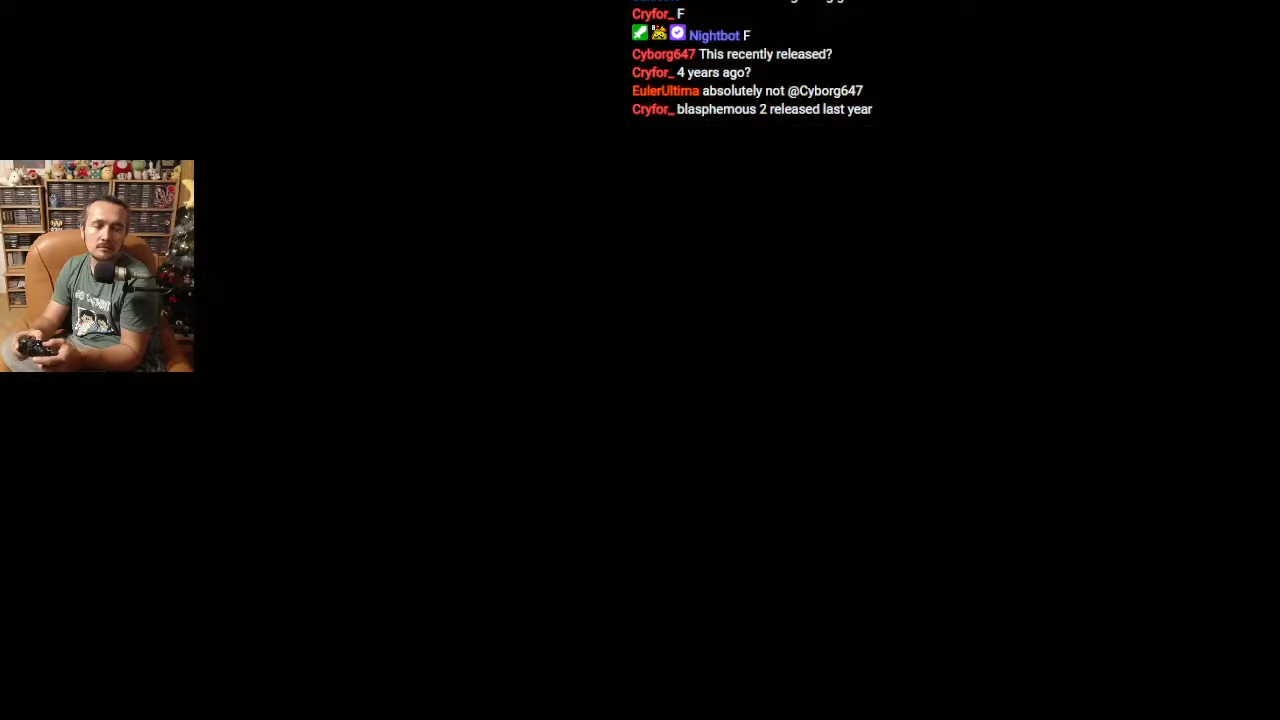 Cryfor_ F
Nightbot F
Cyborg647 This recently released?
Cryfor_ 4 years ago?
EulerUltima absolutely not @Cyborg647
Cryfor_ blasphemous 2 released last year